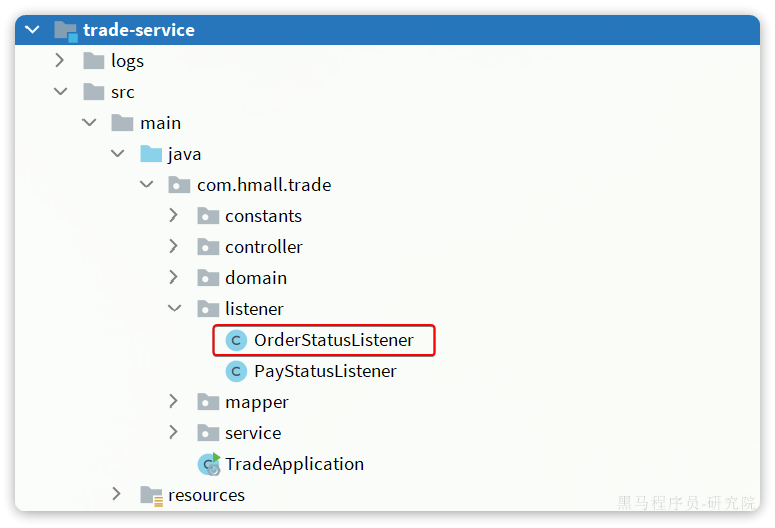 trade-service
logs
src
main
java
com.hmall.trade
constants
controller
domain
listener
C OrderStatusListener
C PayStatusListener
mapper
service
TradeApplication
resources
黑马程序员-研究院